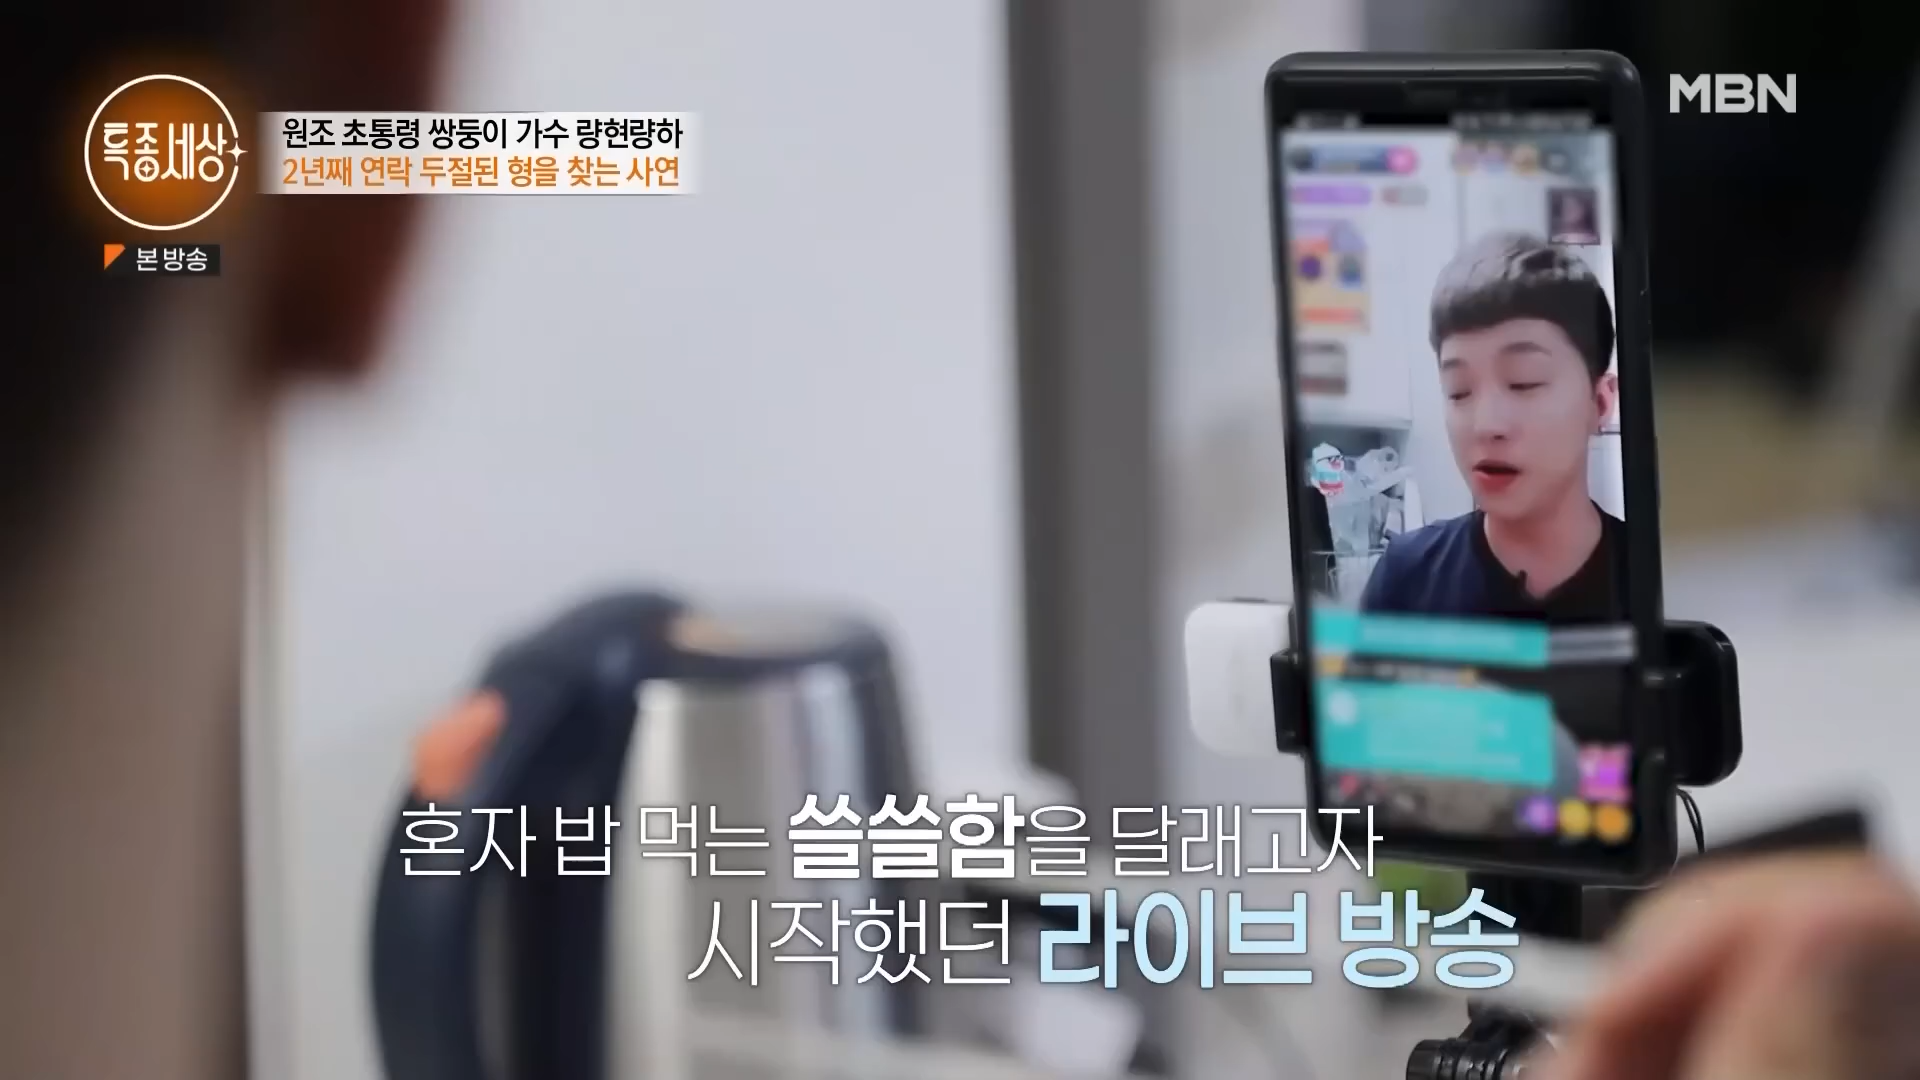 특종세상
원조 초통령 쌍둥이 가수 량현량하
2년째 연락 두절된 형을 찾는 사연
본방송
MBN
혼자 밥 먹는 쓸쓸함을 달래고자
시작했던 라이브 방송